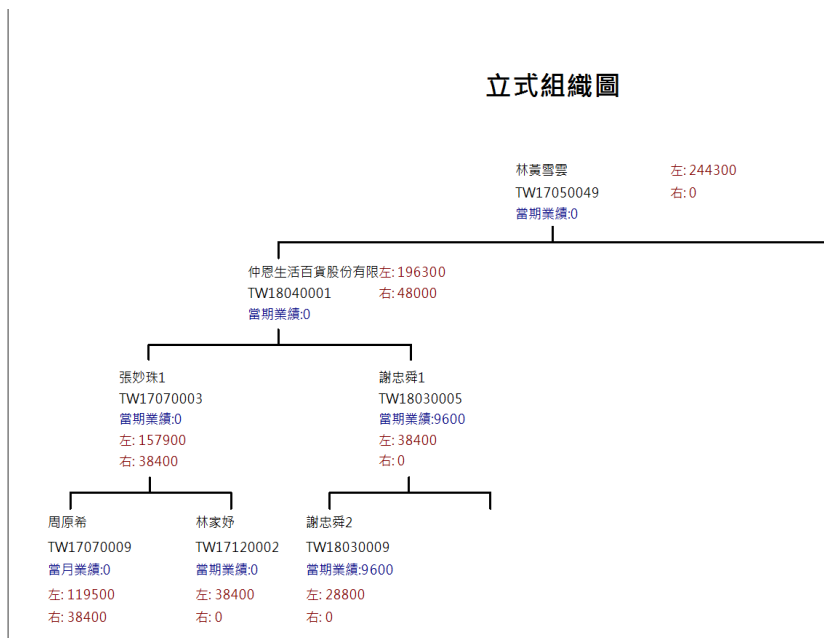 立式組織圖
林黃雪雲 左: 244300
TW17050049 右: 0
當期業績:0
仲恩生活百貨股份有限左: 196300
TW18040001 右: 48000
當期業績:0
張妙珠1
TW17070003
當期業績:0
左: 157900
右: 38400
謝忠舜1
TW18030005
當期業績:9600
左: 38400
右: 0
周原希
TW17070009
當月業績:0
左: 119500
右: 38400
林家妤
TW17120002
當期業績:0
左: 38400
右: 0
謝忠舜2
TW18030009
當期業績:9600
左: 28800
右: 0